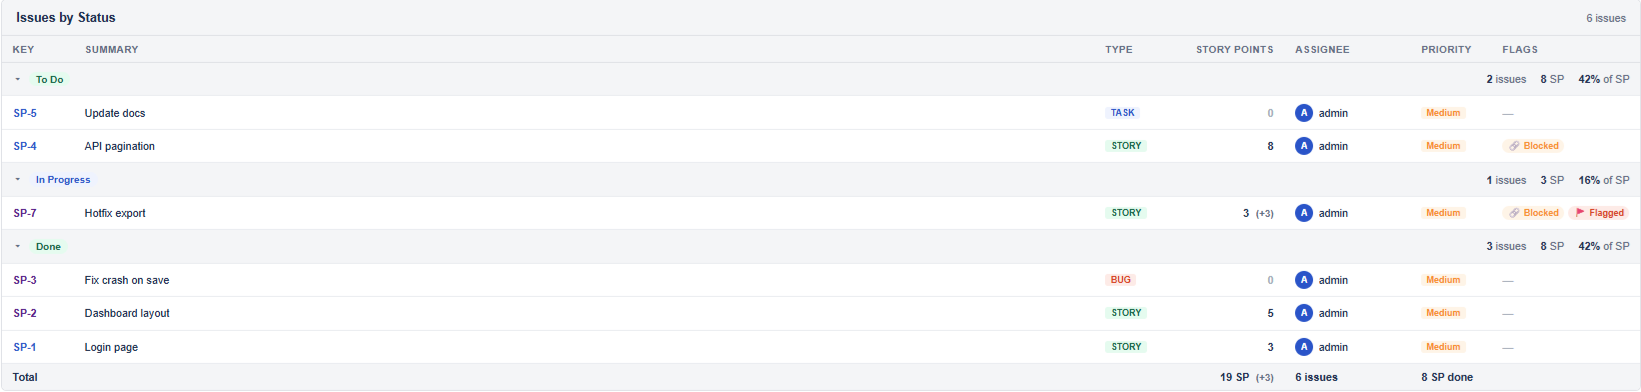 Issues by Status 6 issues
KEY SUMMARY TYPE STORY POINTS ASSIGNEE PRIORITY FLAGS
To Do 2 issues 8 SP 42% of SP
SP-5 Update docs TASK 0 A admin Medium —
SP-4 API pagination STORY 8 A admin Medium Blocked
In Progress 1 issues 3 SP 16% of SP
SP-7 Hotfix export STORY 3 (+3) A admin Medium Blocked Flagged
Done 3 issues 8 SP 42% of SP
SP-3 Fix crash on save BUG 0 A admin Medium —
SP-2 Dashboard layout STORY 5 A admin Medium —
SP-1 Login page STORY 3 A admin Medium —
Total 19 SP (+3) 6 issues 8 SP done